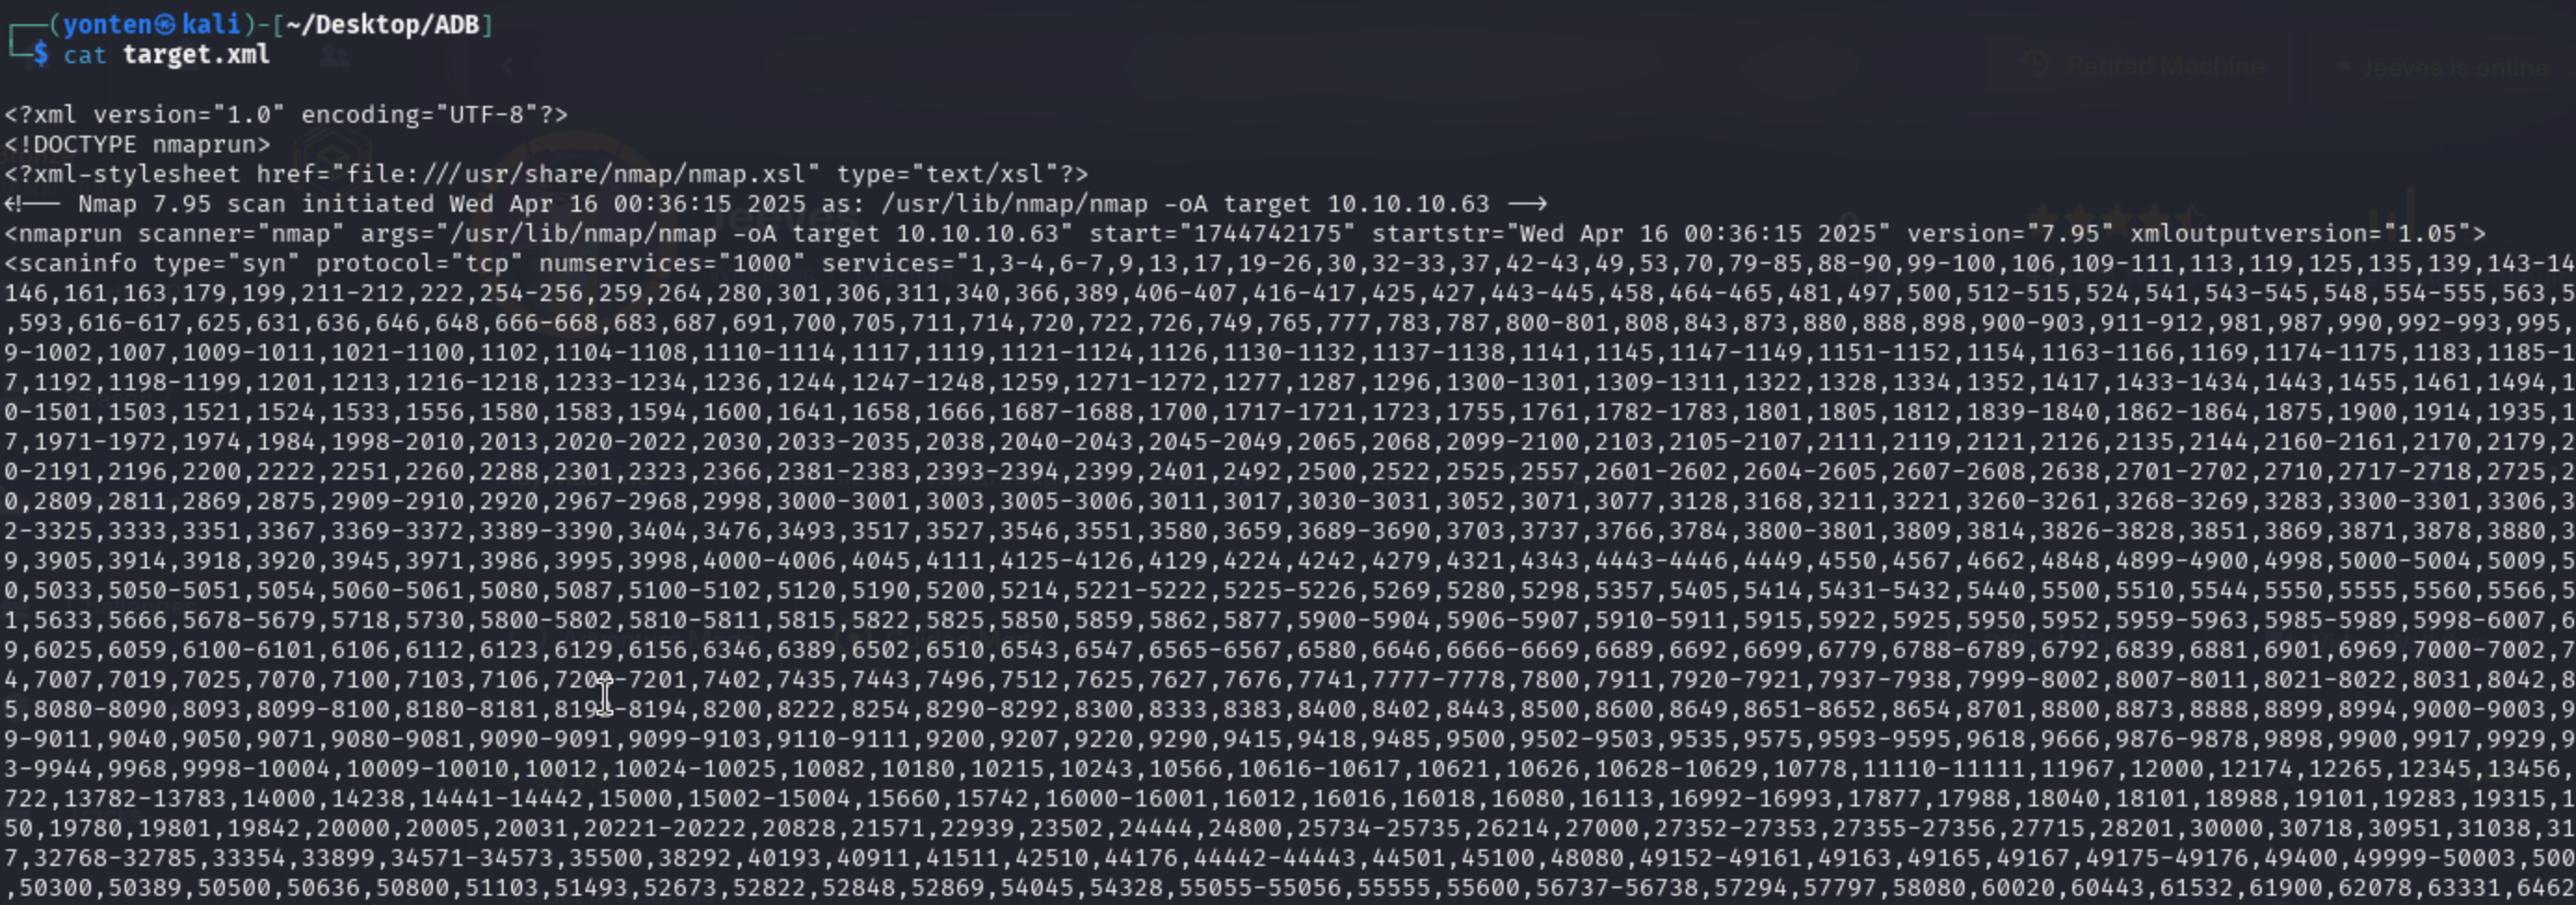 ┌──(yonten㉿kali)-[~/Desktop/ADB]
└─$ cat target.xml
Retired Machine
Jeeves is online
<?xml version="1.0" encoding="UTF-8"?>
<!DOCTYPE nmaprun>
<?xml-stylesheet href="file:///usr/share/nmap/nmap.xsl" type="text/xsl"?>
<!-- Nmap 7.95 scan initiated Wed Apr 16 00:36:15 2025 as: /usr/lib/nmap/nmap -oA target 10.10.10.63 -->
<nmaprun scanner="nmap" args="/usr/lib/nmap/nmap -oA target 10.10.10.63" start="1744742175" startstr="Wed Apr 16 00:36:15 2025" version="7.95" xmloutputversion="1.05">
<scaninfo type="syn" protocol="tcp" numservices="1000" services="1,3-4,6-7,9,13,17,19-26,30,32-33,37,42-43,49,53,70,79-85,88-90,99-100,106,109-111,113,119,125,135,139,143-14
146,161,163,179,199,211-212,222,254-256,259,264,280,301,306,311,340,366,389,406-407,416-417,425,427,443-445,458,464-465,481,497,500,512-515,524,541,543-545,548,554-555,563,5
,593,616-617,625,631,636,646,648,666-668,683,687,691,700,705,711,714,720,722,726,749,765,777,783,787,800-801,808,843,873,880,888,898,900-903,911-912,981,987,990,992-993,995,
9-1002,1007,1009-1011,1021-1100,1102,1104-1108,1110-1114,1117,1119,1121-1124,1126,1130-1132,1137-1138,1141,1145,1147-1149,1151-1152,1154,1163-1166,1169,1174-1175,1183,1185-1
7,1192,1198-1199,1201,1213,1216-1218,1233-1234,1236,1244,1247-1248,1259,1271-1272,1277,1287,1296,1300-1301,1309-1311,1322,1328,1334,1352,1417,1433-1434,1443,1455,1461,1494,1
0-1501,1503,1521,1524,1533,1556,1580,1583,1594,1600,1641,1658,1666,1687-1688,1700,1717-1721,1723,1755,1761,1782-1783,1801,1805,1812,1839-1840,1862-1864,1875,1900,1914,1935,1
7,1971-1972,1974,1984,1998-2010,2013,2020-2022,2030,2033-2035,2038,2040-2043,2045-2049,2065,2068,2099-2100,2103,2105-2107,2111,2119,2121,2126,2135,2144,2160-2161,2170,2179,2
0-2191,2196,2200,2222,2251,2260,2288,2301,2323,2366,2381-2383,2393-2394,2399,2401,2492,2500,2522,2525,2557,2601-2602,2604-2605,2607-2608,2638,2701-2702,2710,2717-2718,2725,2
0,2809,2811,2869,2875,2909-2910,2920,2967-2968,2998,3000-3001,3003,3005-3006,3011,3017,3030-3031,3052,3071,3077,3128,3168,3211,3221,3260-3261,3268-3269,3283,3300-3301,3306,3
2-3325,3333,3351,3367,3369-3372,3389-3390,3404,3476,3493,3517,3527,3546,3551,3580,3659,3689-3690,3703,3737,3766,3784,3800-3801,3809,3814,3826-3828,3851,3869,3871,3878,3880,3
9,3905,3914,3918,3920,3945,3971,3986,3995,3998,4000-4006,4045,4111,4125-4126,4129,4224,4242,4279,4321,4343,4443-4446,4449,4550,4567,4662,4848,4899-4900,4998,5000-5004,5009,5
0,5033,5050-5051,5054,5060-5061,5080,5087,5100-5102,5120,5190,5200,5214,5221-5222,5225-5226,5269,5280,5298,5357,5405,5414,5431-5432,5440,5500,5510,5544,5550,5555,5560,5566,5
1,5633,5666,5678-5679,5718,5730,5800-5802,5810-5811,5815,5822,5825,5850,5859,5862,5877,5900-5904,5906-5907,5910-5911,5915,5922,5925,5950,5952,5959-5963,5985-5989,5998-6007,6
9,6025,6059,6100-6101,6106,6112,6123,6129,6156,6346,6389,6502,6510,6543,6547,6565-6567,6580,6646,6666-6669,6689,6692,6699,6779,6788-6789,6792,6839,6881,6901,6969,7000-7002,7
4,7007,7019,7025,7070,7100,7103,7106,7200-7201,7402,7435,7443,7496,7512,7625,7627,7676,7741,7777-7778,7800,7911,7920-7921,7937-7938,7999-8002,8007-8011,8021-8022,8031,8042,8
5,8080-8090,8093,8099-8100,8180-8181,8192-8194,8200,8222,8254,8290-8292,8300,8333,8383,8400,8402,8443,8500,8600,8649,8651-8652,8654,8701,8800,8873,8888,8899,8994,9000-9003,9
9-9011,9040,9050,9071,9080-9081,9090-9091,9099-9103,9110-9111,9200,9207,9220,9290,9415,9418,9485,9500,9502-9503,9535,9575,9593-9595,9618,9666,9876-9878,9898,9900,9917,9929,9
3-9944,9968,9998-10004,10009-10010,10012,10024-10025,10082,10180,10215,10243,10566,10616-10617,10621,10626,10628-10629,10778,11110-11111,11967,12000,12174,12265,12345,13456,
722,13782-13783,14000,14238,14441-14442,15000,15002-15004,15660,15742,16000-16001,16012,16016,16018,16080,16113,16992-16993,17877,17988,18040,18101,18988,19101,19283,19315,1
50,19780,19801,19842,20000,20005,20031,20221-20222,20828,21571,22939,23502,24444,24800,25734-25735,26214,27000,27352-27353,27355-27356,27715,28201,30000,30718,30951,31038,31
7,32768-32785,33354,33899,34571-34573,35500,38292,40193,40911,41511,42510,44176,44442-44443,44501,45100,48080,49152-49161,49163,49165,49167,49175-49176,49400,49999-50003,500
,50300,50389,50500,50636,50800,51103,51493,52673,52822,52848,52869,54045,54328,55055-55056,55555,55600,56737-56738,57294,57797,58080,60020,60443,61532,61900,62078,63331,6462